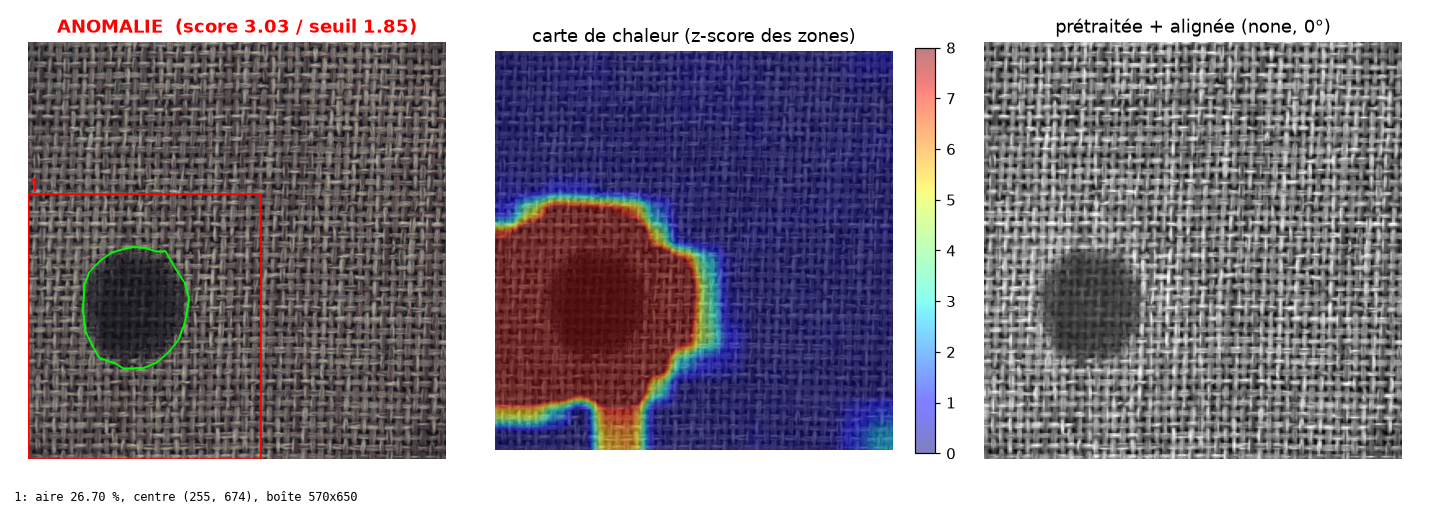 ANOMALIE (score 3.03 / seuil 1.85)
carte de chaleur (z-score des zones)
prétraitée + alignée (none, 0°)
1
8
7
6
5
4
3
2
1
0
1: aire 26.70 %, centre (255, 674), boîte 570x650